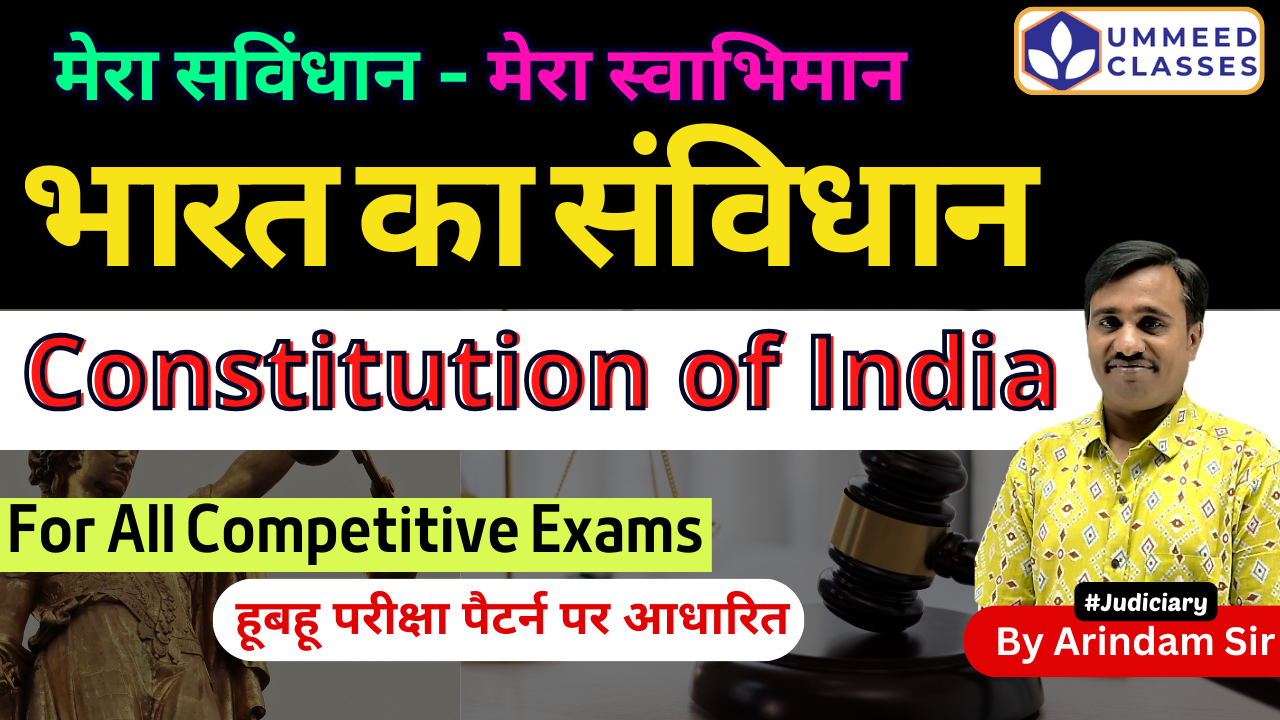 मेरा सविंधान - मेरा स्वाभिमान
UMMEED
CLASSES
भारत का संविधान
Constitution of India
For All Competitive Exams
हूबहू परीक्षा पैटर्न पर आधारित
#Judiciary
By Arindam Sir